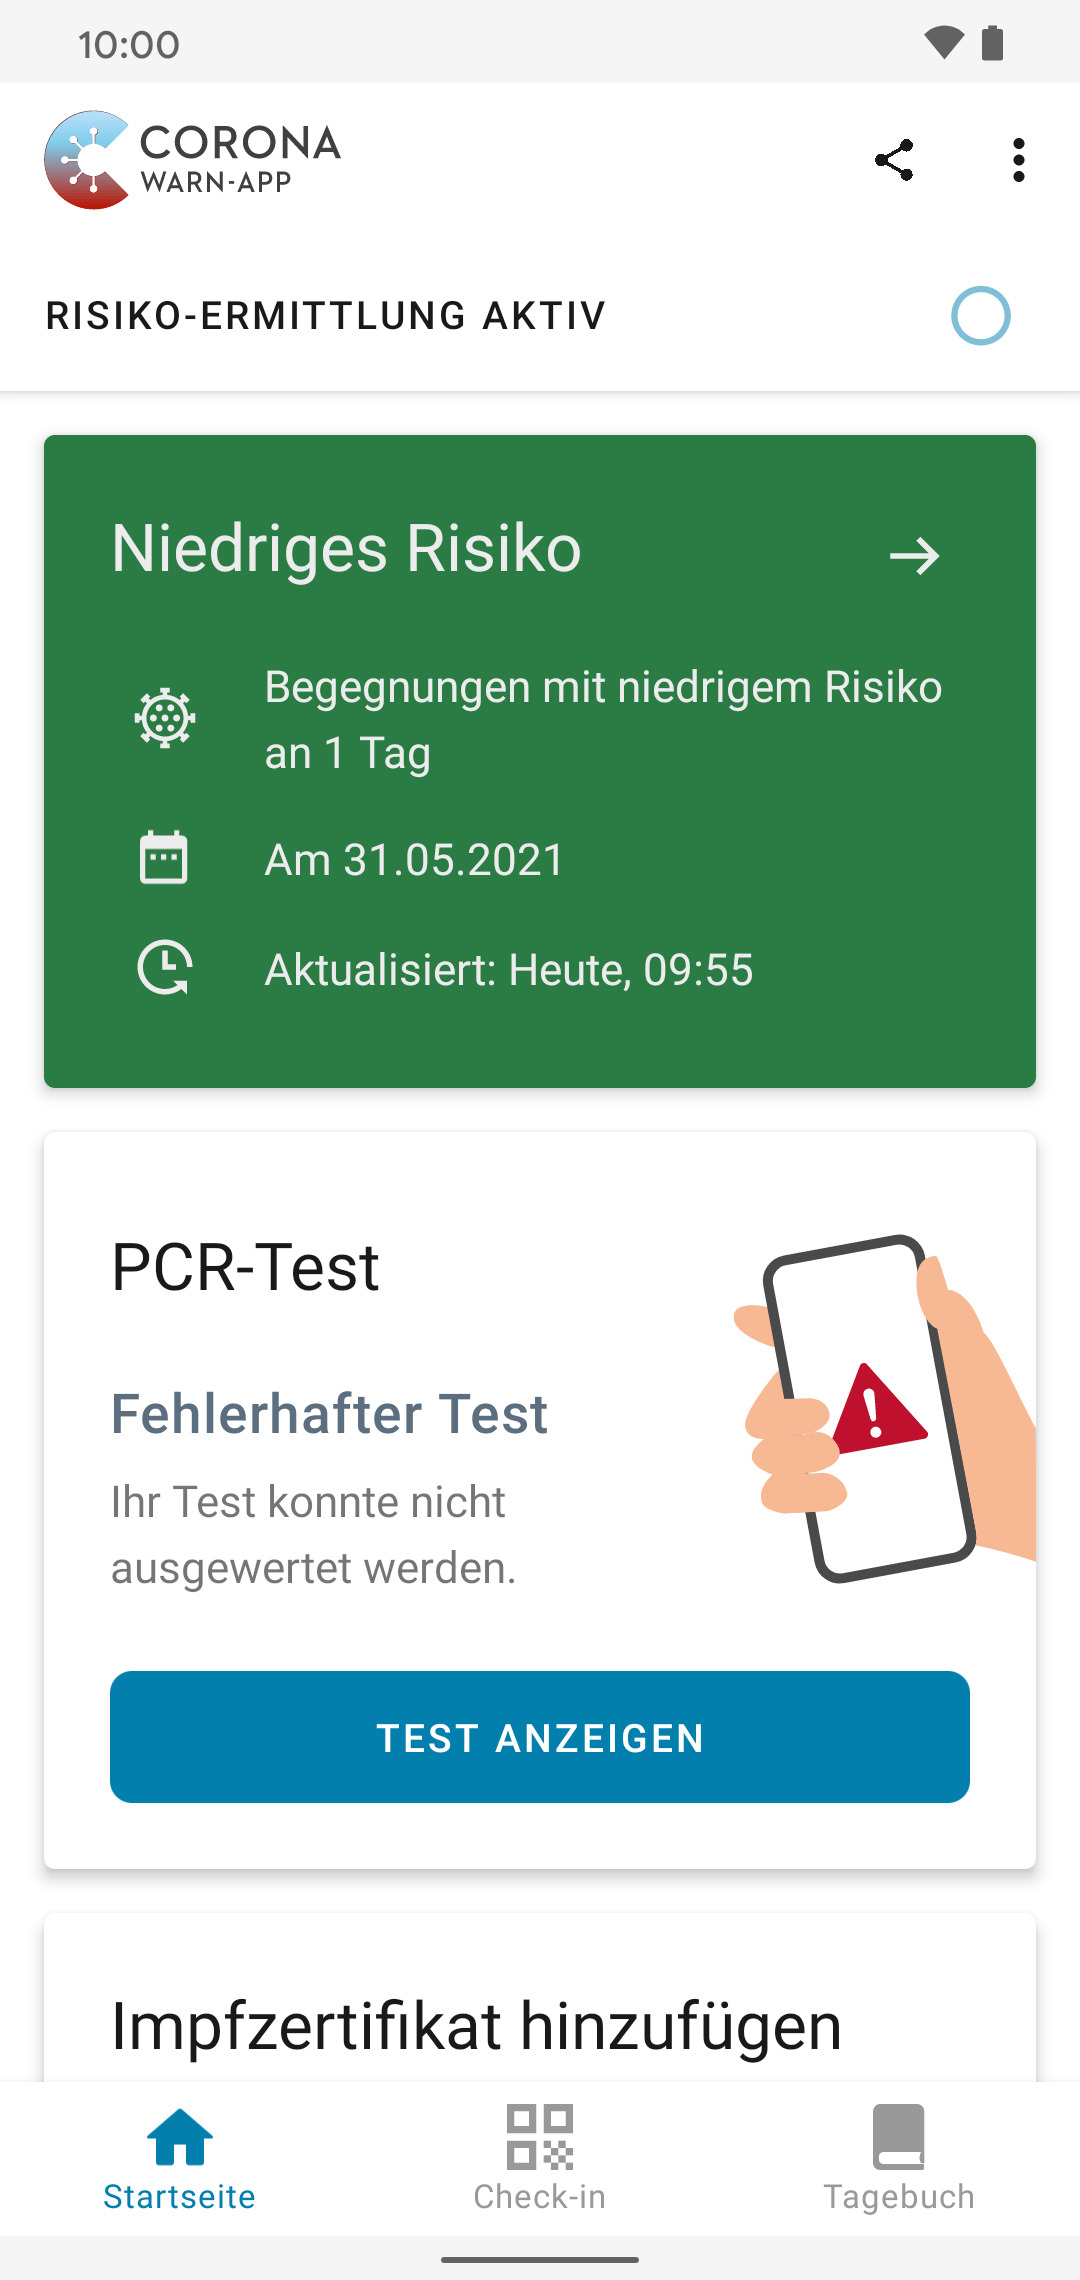 10:00
CORONA
WARN-APP
RISIKO-ERMITTLUNG AKTIV
Niedriges Risiko
Begegnungen mit niedrigem Risiko
an 1 Tag
Am 31.05.2021
Aktualisiert: Heute, 09:55
PCR-Test
Fehlerhafter Test
Ihr Test konnte nicht
ausgewertet werden.
TEST ANZEIGEN
Impfzertifikat hinzufügen
Startseite
Check-in
Tagebuch